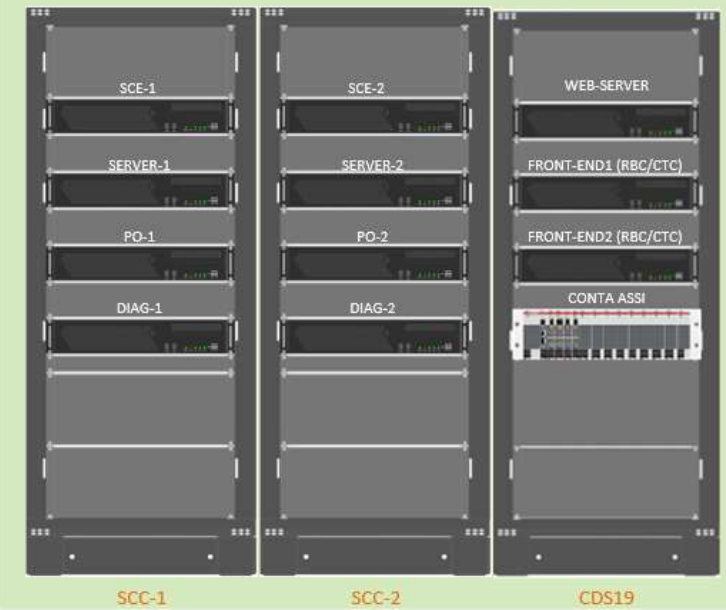 SCE-1
SERVER-1
PO-1
DIAG-1
SCC-1
SCE-2
SERVER-2
PO-2
DIAG-2
SCC-2
WEB-SERVER
FRONT-END1 (RBC/CTC)
FRONT-END2 (RBC/CTC)
CONTA ASSI
CDS19